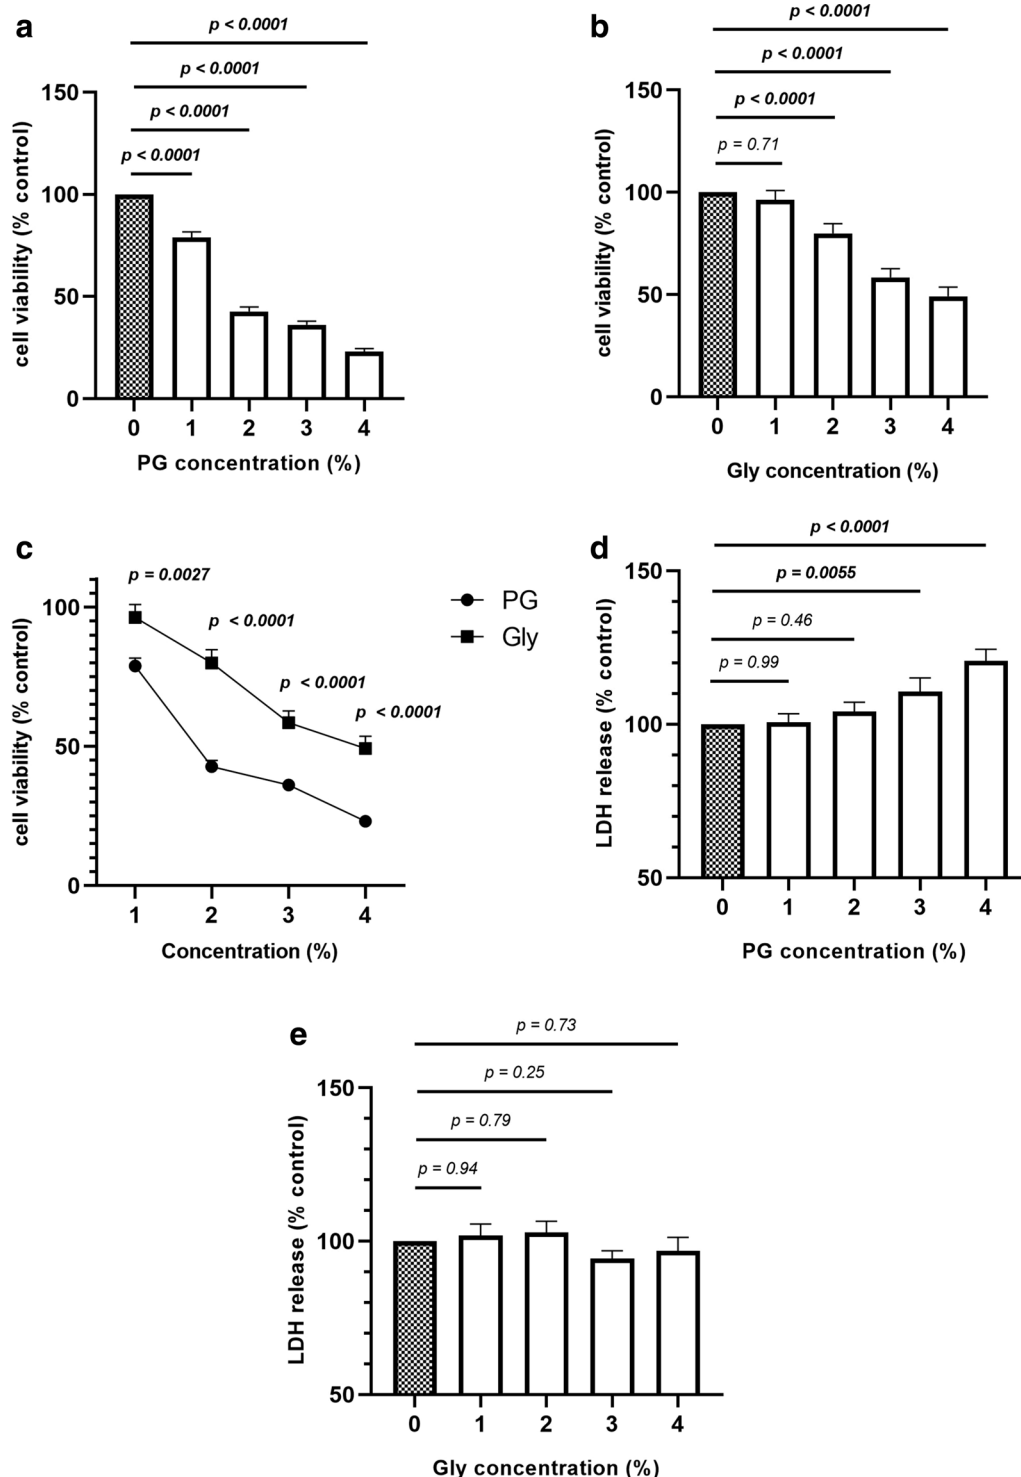 a
p < 0.0001
p < 0.0001
p < 0.0001
p < 0.0001
150
100
50
0
cell viability (% control)
0 1 2 3 4
PG concentration (%)
b
p < 0.0001
p < 0.0001
p < 0.0001
p = 0.71
150
100
50
0
cell viability (% control)
0 1 2 3 4
Gly concentration (%)
c
p = 0.0027
p < 0.0001
p < 0.0001
p < 0.0001
100
50
0
cell viability (% control)
1 2 3 4
Concentration (%)
PG
Gly
d
p < 0.0001
p = 0.0055
p = 0.46
p = 0.99
150
100
50
LDH release (% control)
0 1 2 3 4
PG concentration (%)
e
p = 0.73
p = 0.25
p = 0.79
p = 0.94
150
100
50
LDH release (% control)
0 1 2 3 4
Gly concentration (%)